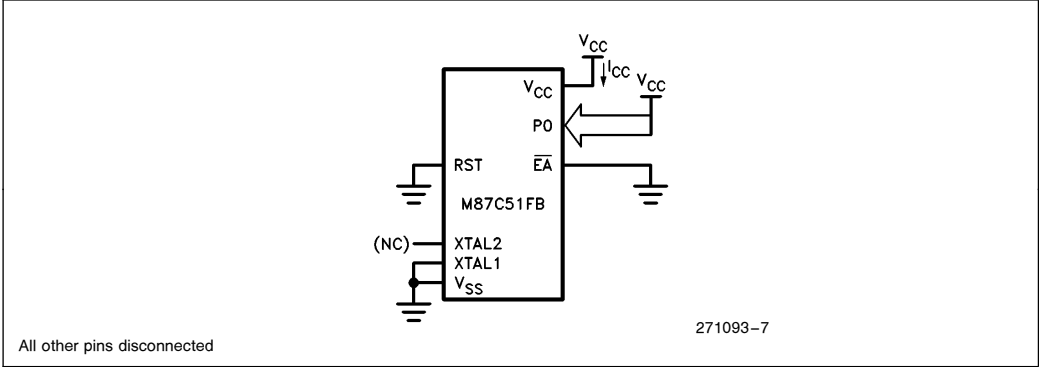 VCC
ICC
VCC
VCC
P0
RST
EA
M87C51FB
(NC)
XTAL2
XTAL1
VSS
271093–7
All other pins disconnected